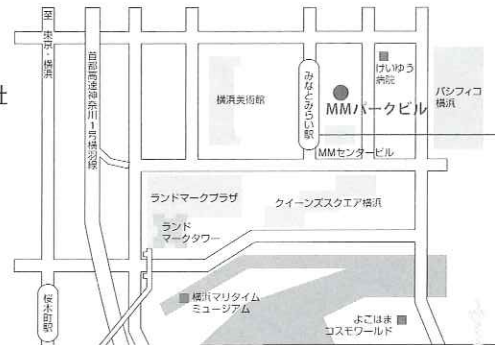 至 東京・横浜
首都高速神奈川1号横羽線
社
横浜美術館
みなとみらい駅
けいゆう
病院
MMパークビル
パシフィコ
横浜
MMセンタービル
ランドマークプラザ
クイーンズスクエア横浜
ランド
マークタワー
桜木町駅
横浜マリタイム
ミュージアム
よこはま
コスモワールド